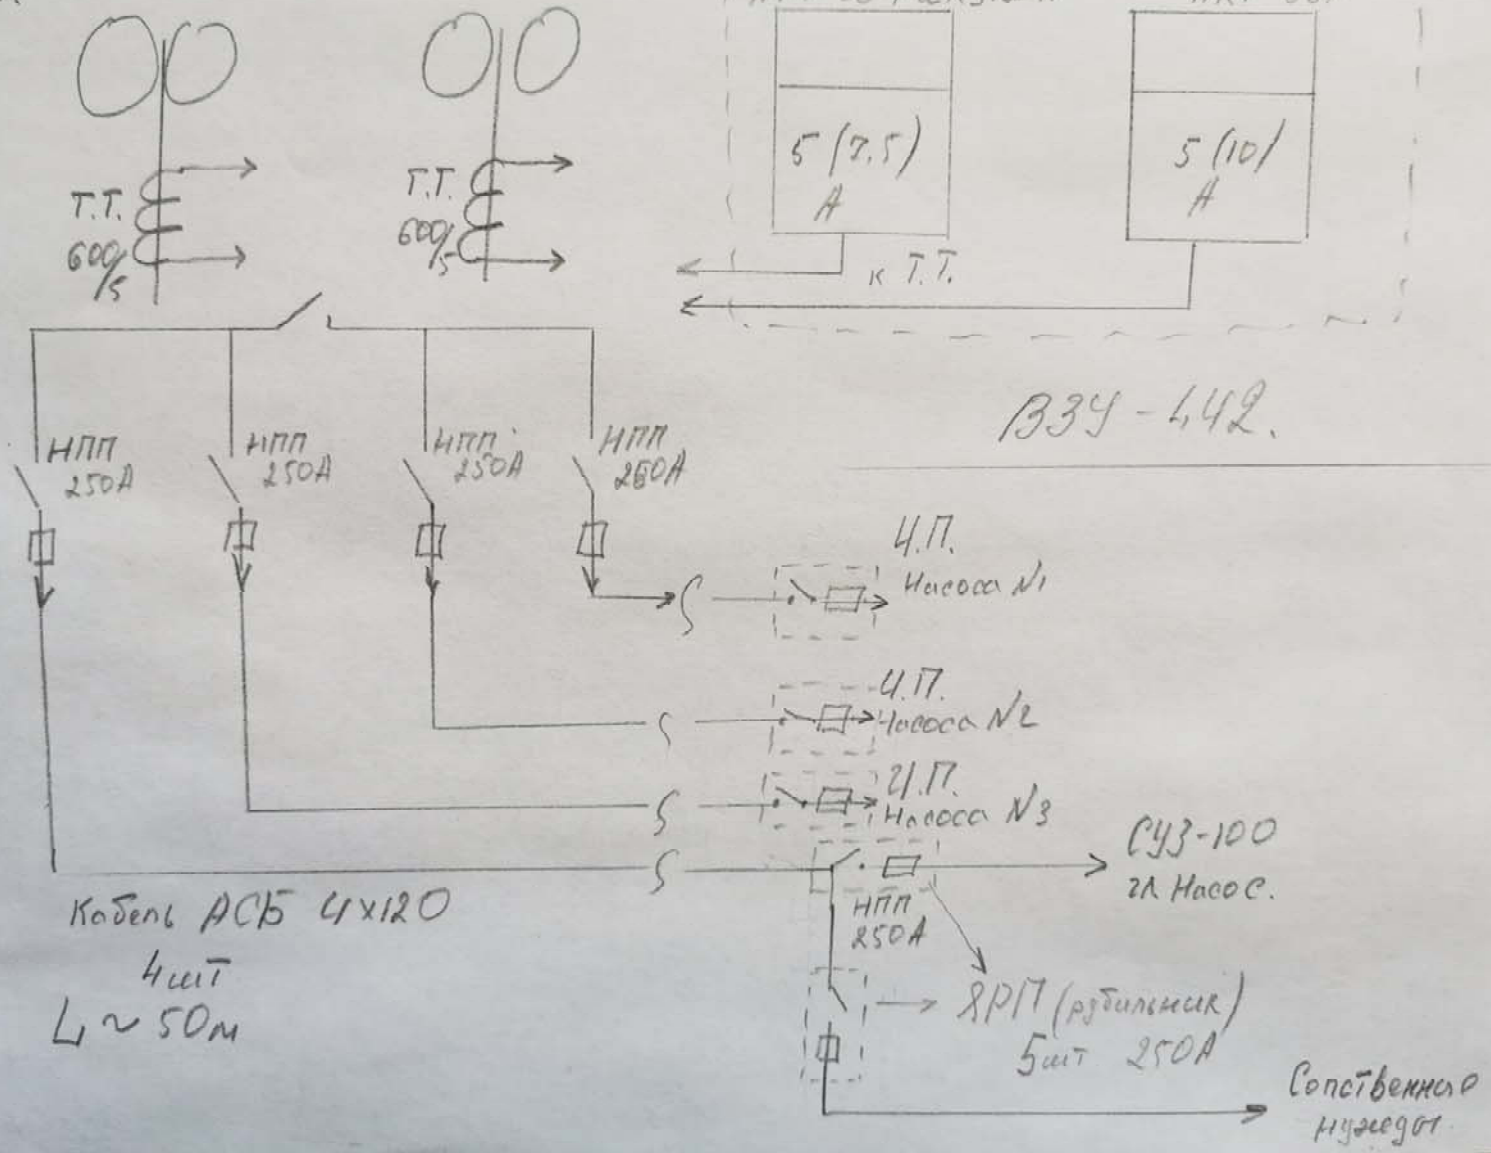 5 (7.5)
А
5 (10)
А
Т.Т.
600/5
Т.Т.
600/5
к Т.Т.
ВЗУ - 442.
НПП
250А
НПП
250А
НПП
250А
НПП
250А
Ч.П.
Насоса №1
Ч.П.
Насоса №2
Ч.П.
Насоса №3
СУЗ-100
гл Насос.
НПП
250А
Кабель АСБ 4х120
4шт
L ~ 50м
ЯРП (рубильник)
5шт 250А
Сопственные
нужды